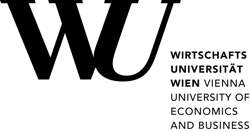 WU
WIRTSCHAFTS
UNIVERSITÄT
WIEN VIENNA
UNIVERSITY OF
ECONOMICS
AND BUSINESS